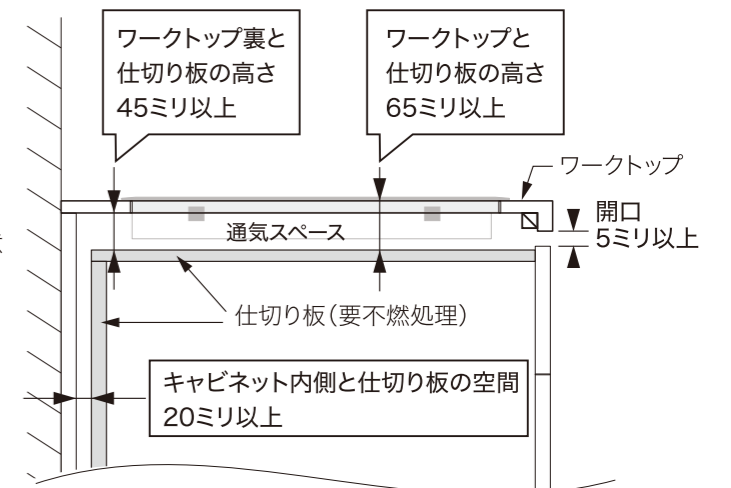 ワークトップ裏と
仕切り板の高さ
45ミリ以上
ワークトップと
仕切り板の高さ
65ミリ以上
ワークトップ
開口
5ミリ以上
通気スペース
仕切り板（要不燃処理）
キャビネット内側と仕切り板の空間
20ミリ以上